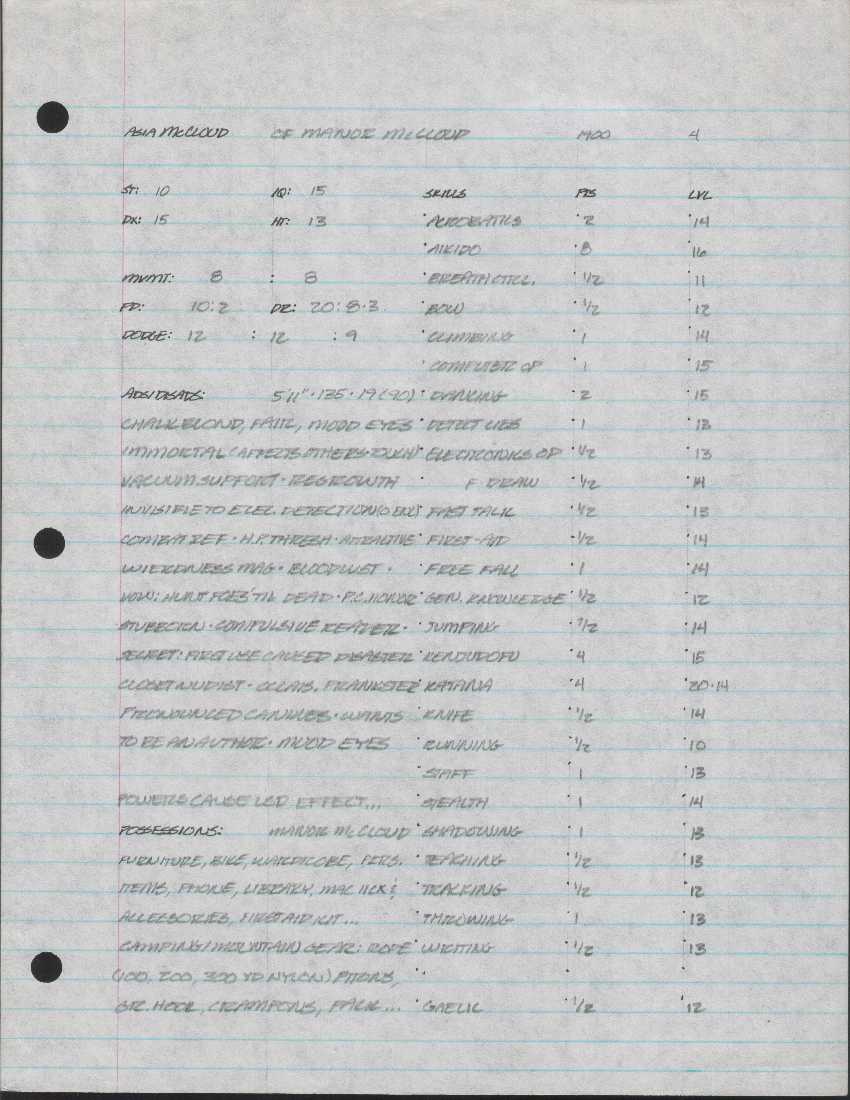 ASIA McCLOUD OF MANOR McCLOUD 1400 4
ST: 10 IQ: 15 SKILLS PTS LVL
DX: 15 HT: 13 · ACROBATICS · 2 · 14
· AIKIDO · 8 · 16
MVMT: 8 : 8 · BREATH CTRL. · 1/2 · 11
PD: 10:2 DR: 20:8·3 · BOW · 1/2 · 12
DODGE: 12 : 12 : 9 · CLIMBING · 1 · 14
· COMPUTER OP · 1 · 15
ADS/DISADS: 5'11" · 135 · 19 (90) · DANCING · 2 · 15
CHALK BLOND, FAIR, MOOD EYES · DETECT LIES · 1 · 13
IMMORTAL (AFFECTS OTHERS · TOUCH) · ELECTRONICS OP · 1/2 · 13
VACUUM SUPPORT · REGROWTH · F DRAW · 1/2 · 14
INVISIBLE TO ELEC. DETECTION · FAST TALK · 1/2 · 13
COMBAT REF · H.P. THRESH · ATTRACTIVE · FIRST-AID · 1/2 · 14
WIERDNESS MAG · BLOODLUST · · FREE FALL · 1 · 14
VOW: HUNT FOES 'TIL DEAD · P.C. HONOR · GEN. KNOWLEDGE · 1/2 · 12
STUBBORN · COMPULSIVE READER · · JUMPING · 1/2 · 14
SECRET: FIRST USE CAUSED DISASTER · KENJUDOFU · 4 · 15
CLOSET NUDIST · PRANKSTER · KATANA · 4 · 20·14
PRONOUNCED CANINES · WANTS · KNIFE · 1/2 · 14
TO BE AN AUTHOR · MOOD EYES · RUNNING · 1/2 · 10
· STAFF · 1 · 13
POWERS CAUSE LCD EFFECT... · STEALTH · 1 · 14
POSSESSIONS: MANOR McCLOUD · SHADOWING · 1 · 13
FURNITURE, BIKE, WARDROBE, PERS. · TEACHING · 1/2 · 13
ITEMS, PHONE, LIBRARY, MAC IICX & · TRACKING · 1/2 · 12
ACCESSORIES, FIRST AID KIT... · THROWING · 1 · 13
CAMPING/MOUNTAIN GEAR: ROPE · WRITING · 1/2 · 13
(100, 200, 300 YD NYLON) PITONS,
GR. HOOK, CRAMPONS, PACK... · GAELIC · 1/2 · 12